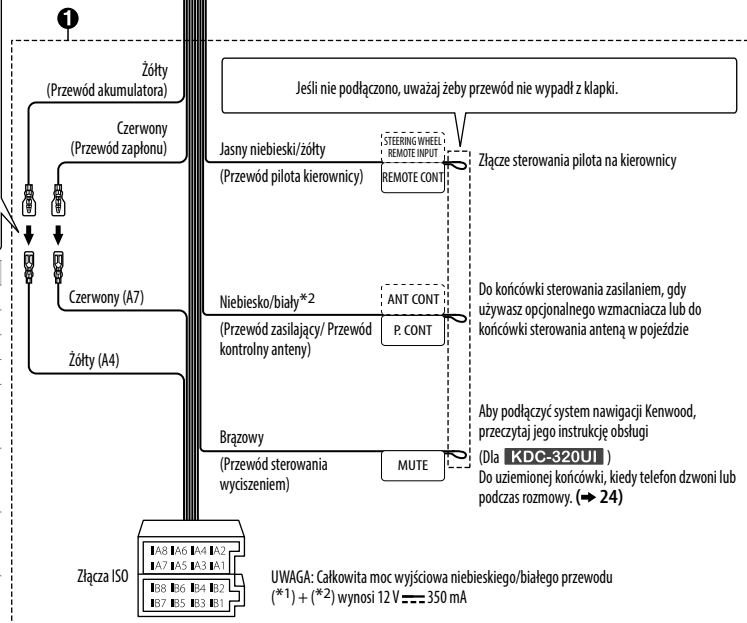 ❶
Żółty
(Przewód akumulatora)
Jeśli nie podłączono, uważaj żeby przewód nie wypadł z klapki.
Czerwony
(Przewód zapłonu)
Jasny niebieski/żółty
(Przewód pilota kierownicy)
STEERING WHEEL
REMOTE INPUT
REMOTE CONT
Złącze sterowania pilota na kierownicy
Czerwony (A7)
Żółty (A4)
Niebiesko/biały*2
(Przewód zasilający/ Przewód
kontrolny anteny)
ANT CONT
P. CONT
Do końcówki sterowania zasilaniem, gdy
używasz opcjonalnego wzmacniacza lub do
końcówki sterowania anteną w pojeździe
Brązowy
(Przewód sterowania
wyciszeniem)
MUTE
Aby podłączyć system nawigacji Kenwood,
przeczytaj jego instrukcję obsługi
(Dla KDC-320UI )
Do uziemionej końcówki, kiedy telefon dzwoni lub
podczas rozmowy. (➜ 24)
Złącza ISO
A8 A6 A4 A2
A7 A5 A3 A1
B8 B6 B4 B2
B7 B5 B3 B1
UWAGA: Całkowita moc wyjściowa niebieskiego/białego przewodu
(*1) + (*2) wynosi 12 V ⎓ 350 mA